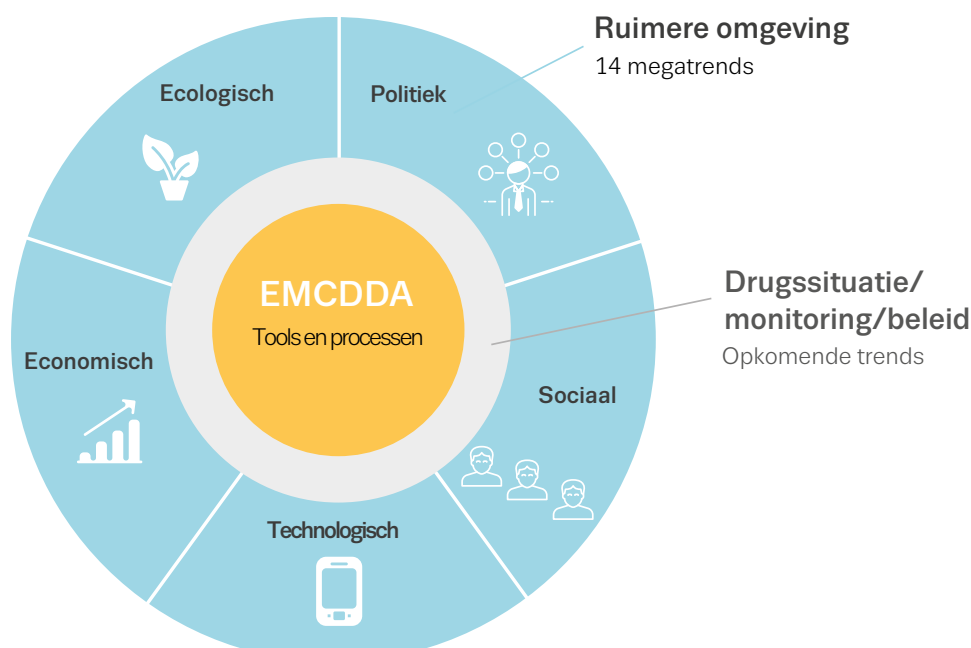 Ruimere omgeving
14 megatrends
Ecologisch
Politiek
EMCDDA
Tools en processen
Drugssituatie/
monitoring/beleid
Opkomende trends
Economisch
Sociaal
Technologisch